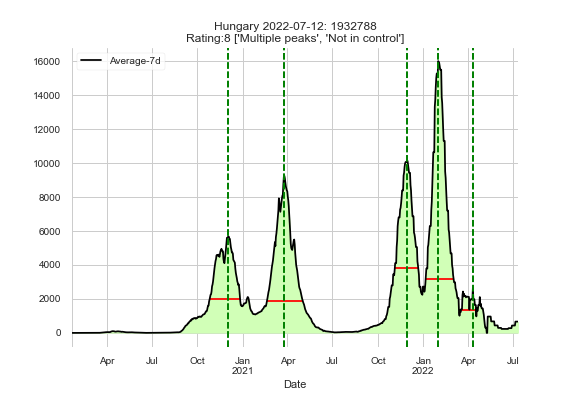 Hungary 2022-07-12: 1932788
Rating:8 ['Multiple peaks', 'Not in control']
Average-7d
16000
14000
12000
10000
8000
6000
4000
2000
0
Apr Jul Oct Jan Apr Jul Oct Jan Apr Jul
2021 2022
Date